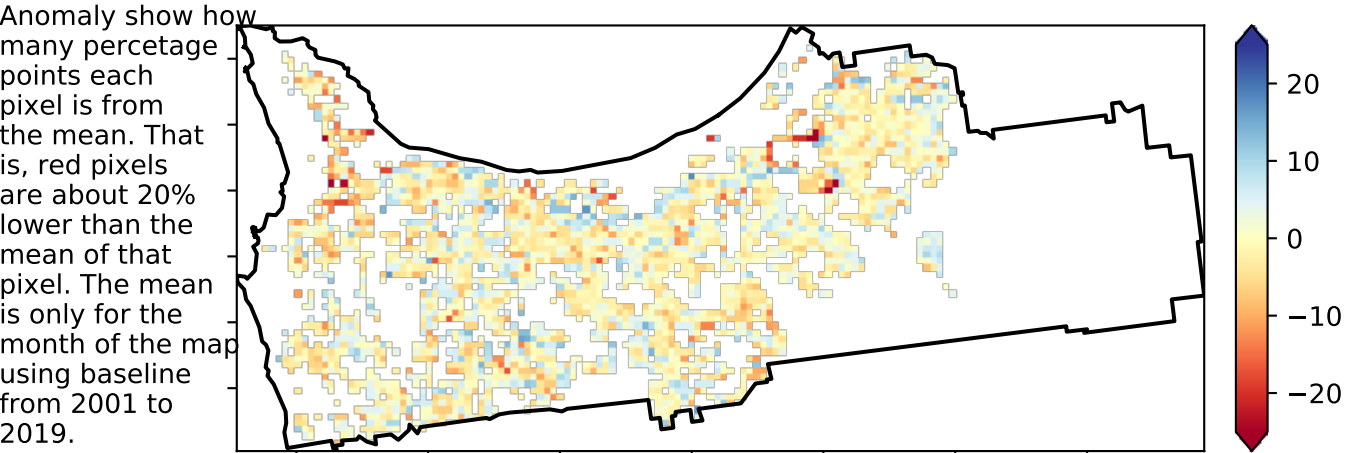 Anomaly show how
many percetage
points each
pixel is from
the mean. That
is, red pixels
are about 20%
lower than the
mean of that
pixel. The mean
is only for the
month of the map
using baseline
from 2001 to
2019.
20
10
0
−10
−20